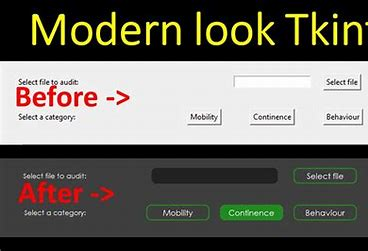 Modern look Tkin
Select file to audit: Select file
Before ->
Select a category: Mobility Continence Behaviour
Select file to audit: Select file
After ->
Select a category: Mobility Continence Behaviour